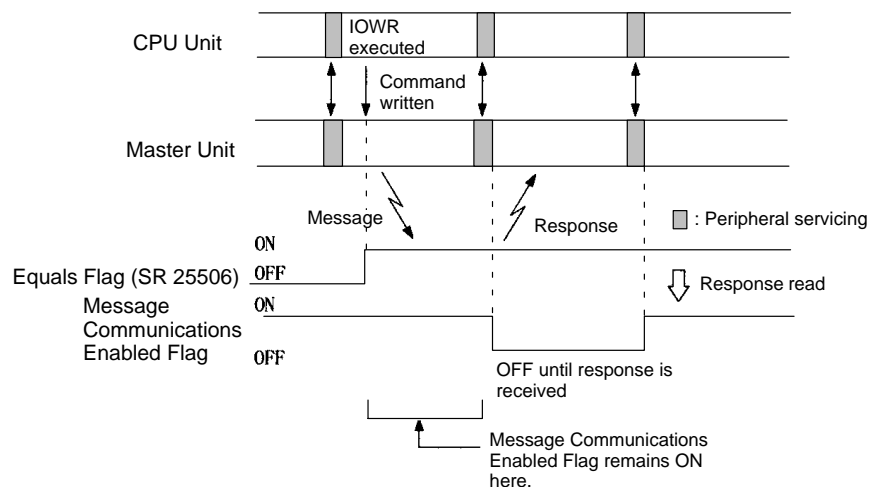 IOWR
executed
CPU Unit
Command
written
Master Unit
Message
Response
: Peripheral servicing
ON
Equals Flag (SR 25506)
OFF
Response read
Message
Communications
Enabled Flag
ON
OFF
OFF until response is
received
Message Communications
Enabled Flag remains ON
here.